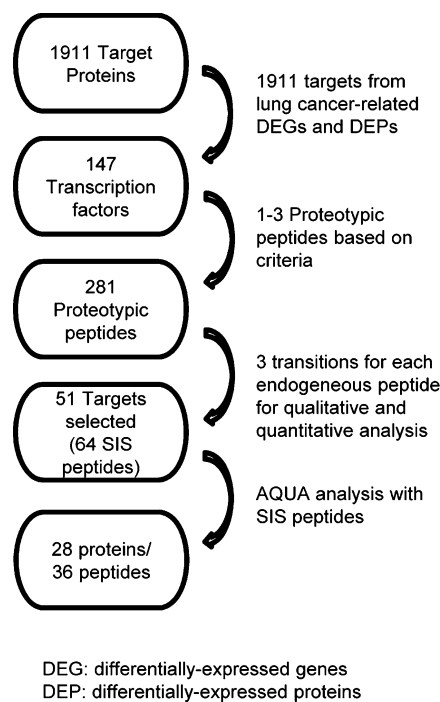 1911 Target
Proteins
1911 targets from
lung cancer-related
DEGs and DEPs
147
Transcription
factors
1-3 Proteotypic
peptides based on
criteria
281
Proteotypic
peptides
3 transitions for each
endogeneous peptide
for qualitative and
quantitative analysis
51 Targets
selected
(64 SIS
peptides)
AQUA analysis with
SIS peptides
28 proteins/
36 peptides
DEG: differentially-expressed genes
DEP: differentially-expressed proteins